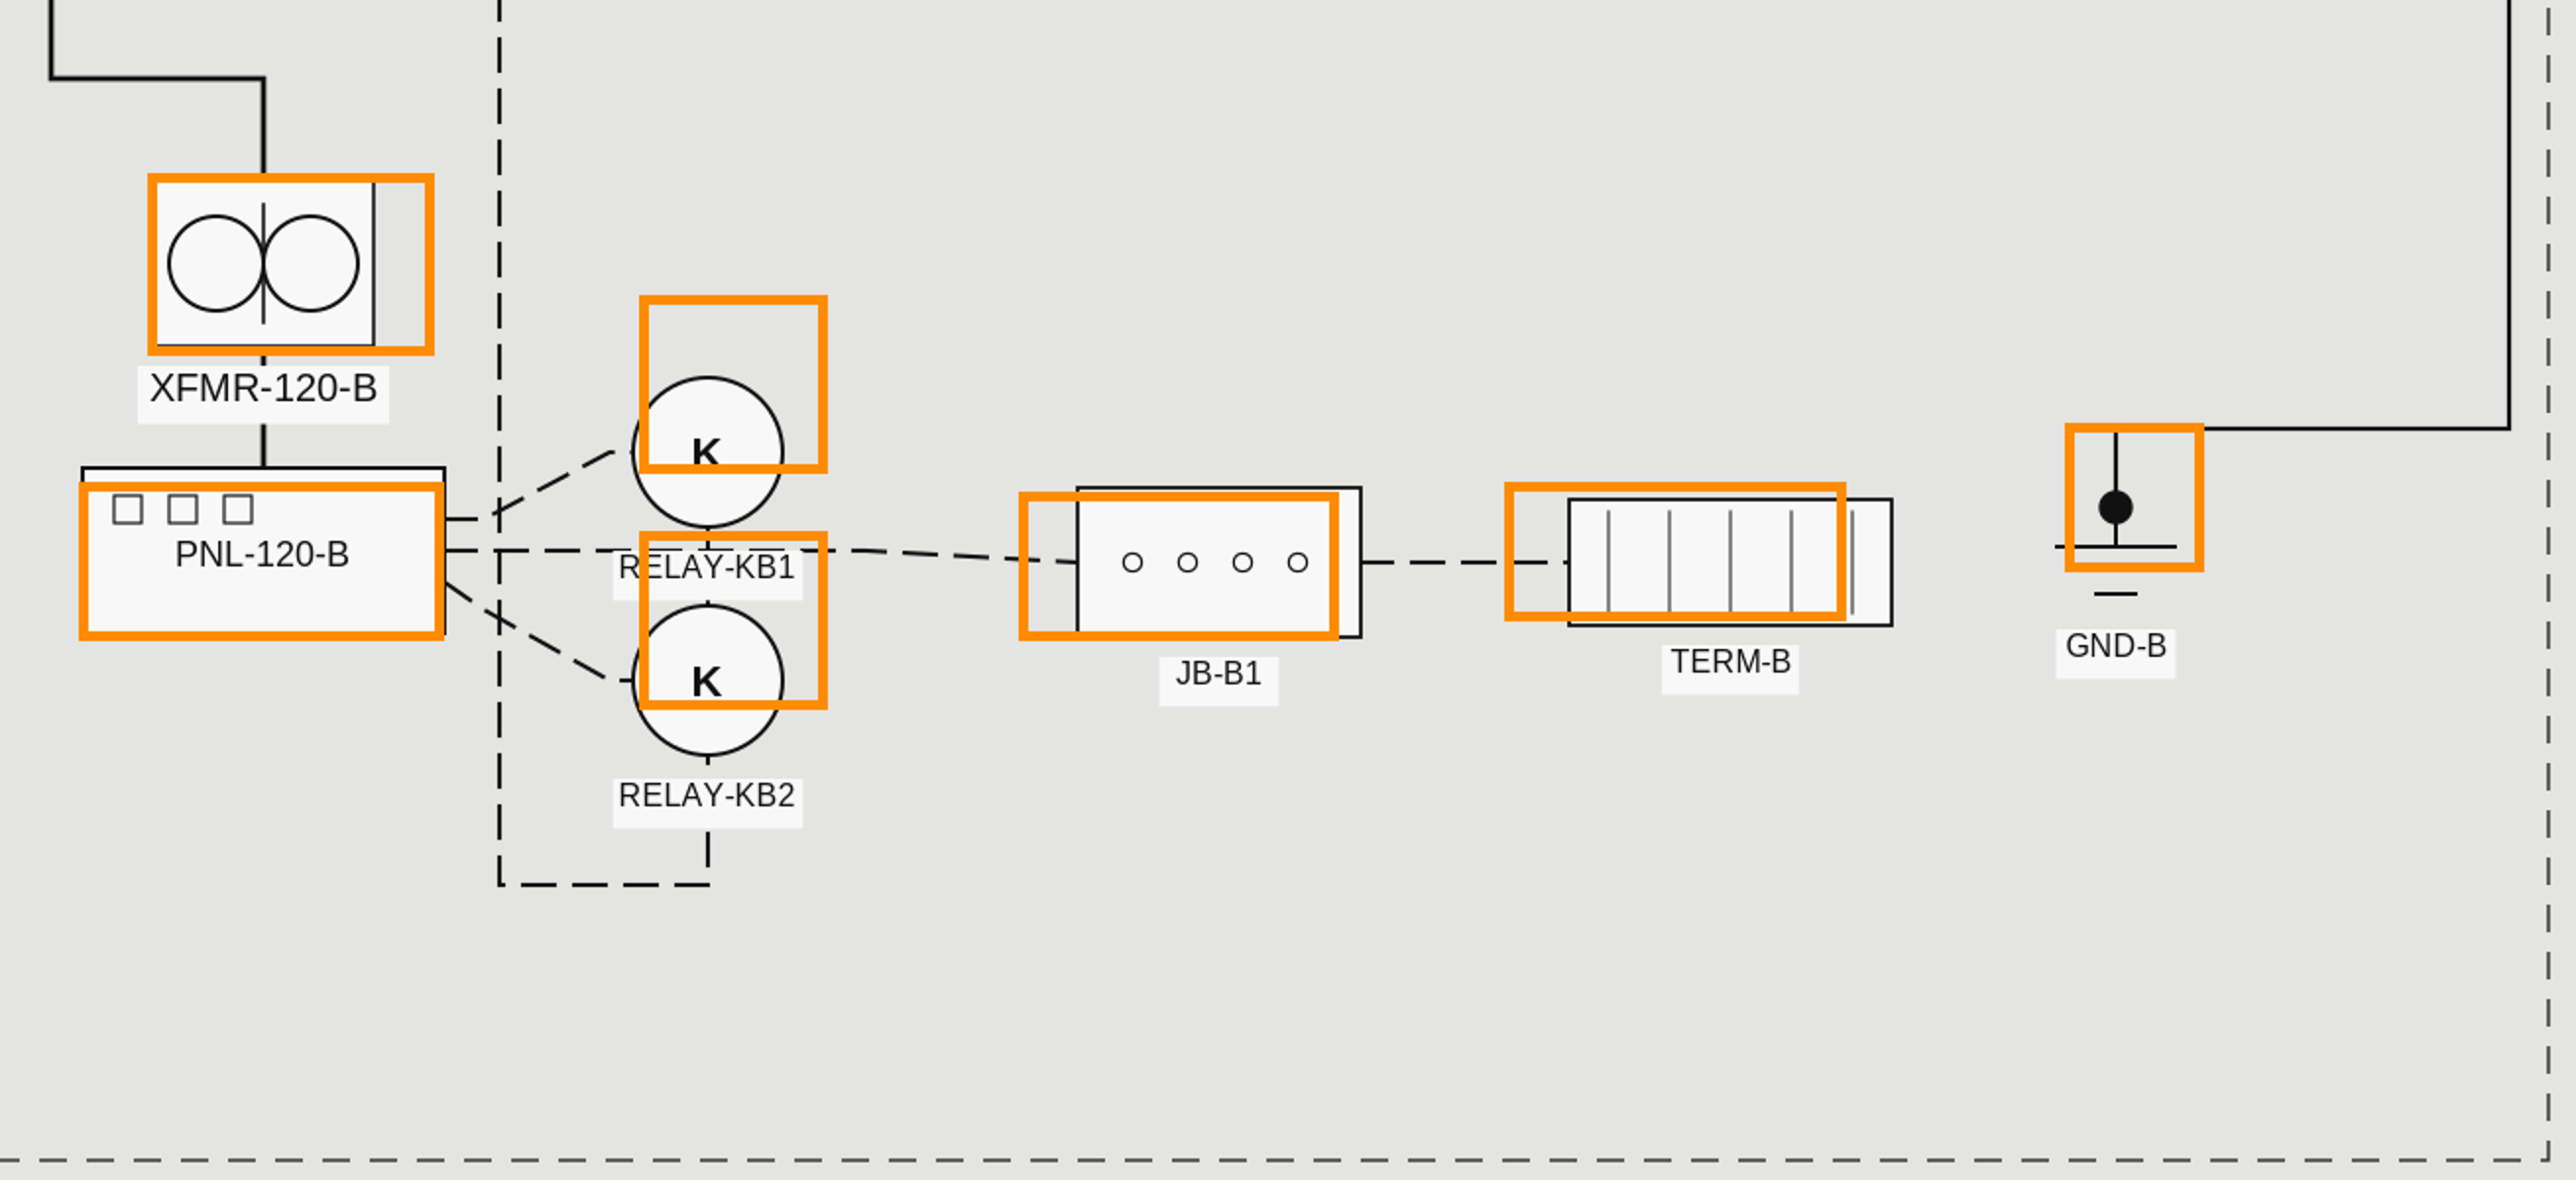 XFMR-120-B
K
PNL-120-B
RELAY-KB1
K
RELAY-KB2
JB-B1
TERM-B
GND-B